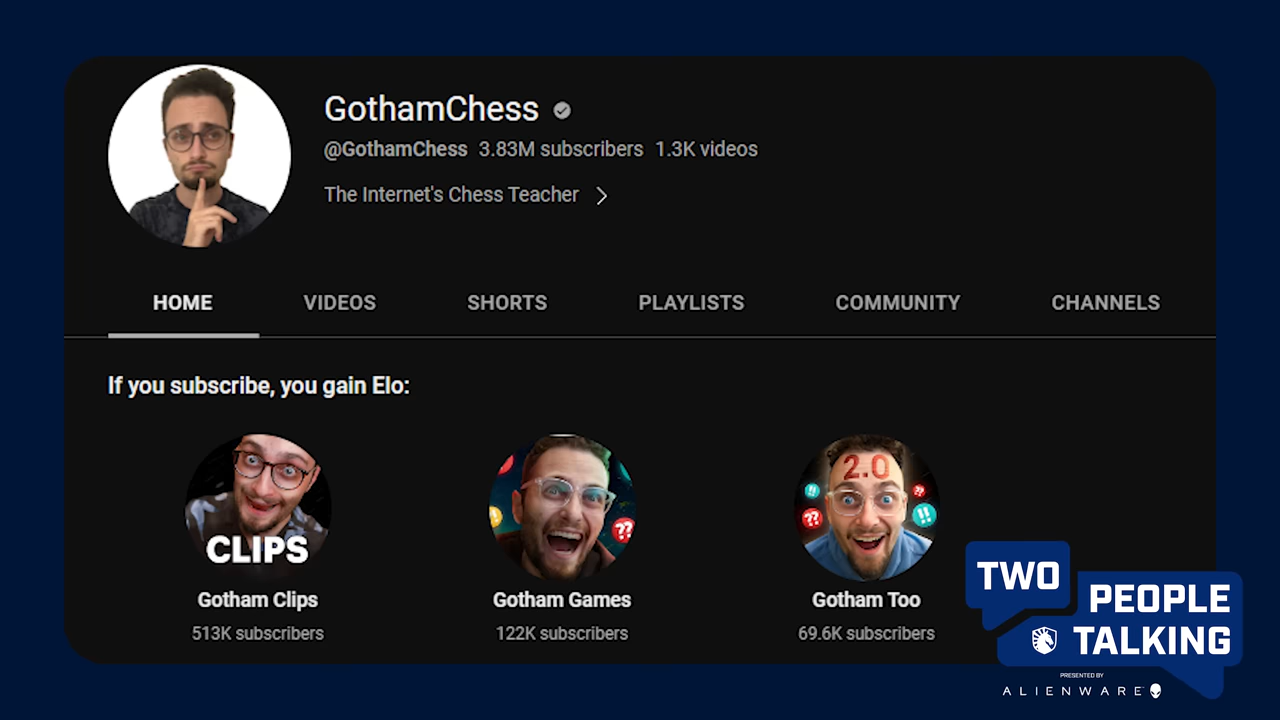 GothamChess
@GothamChess 3.83M subscribers 1.3K videos
The Internet's Chess Teacher
HOME VIDEOS SHORTS PLAYLISTS COMMUNITY CHANNELS
If you subscribe, you gain Elo:
CLIPS
??
2.0
!!
??
??
!!
Gotham Clips Gotham Games Gotham Too
513K subscribers 122K subscribers 69.6K subscribers
TWO
PEOPLE
TALKING
PRESENTED BY
ALIENWARE